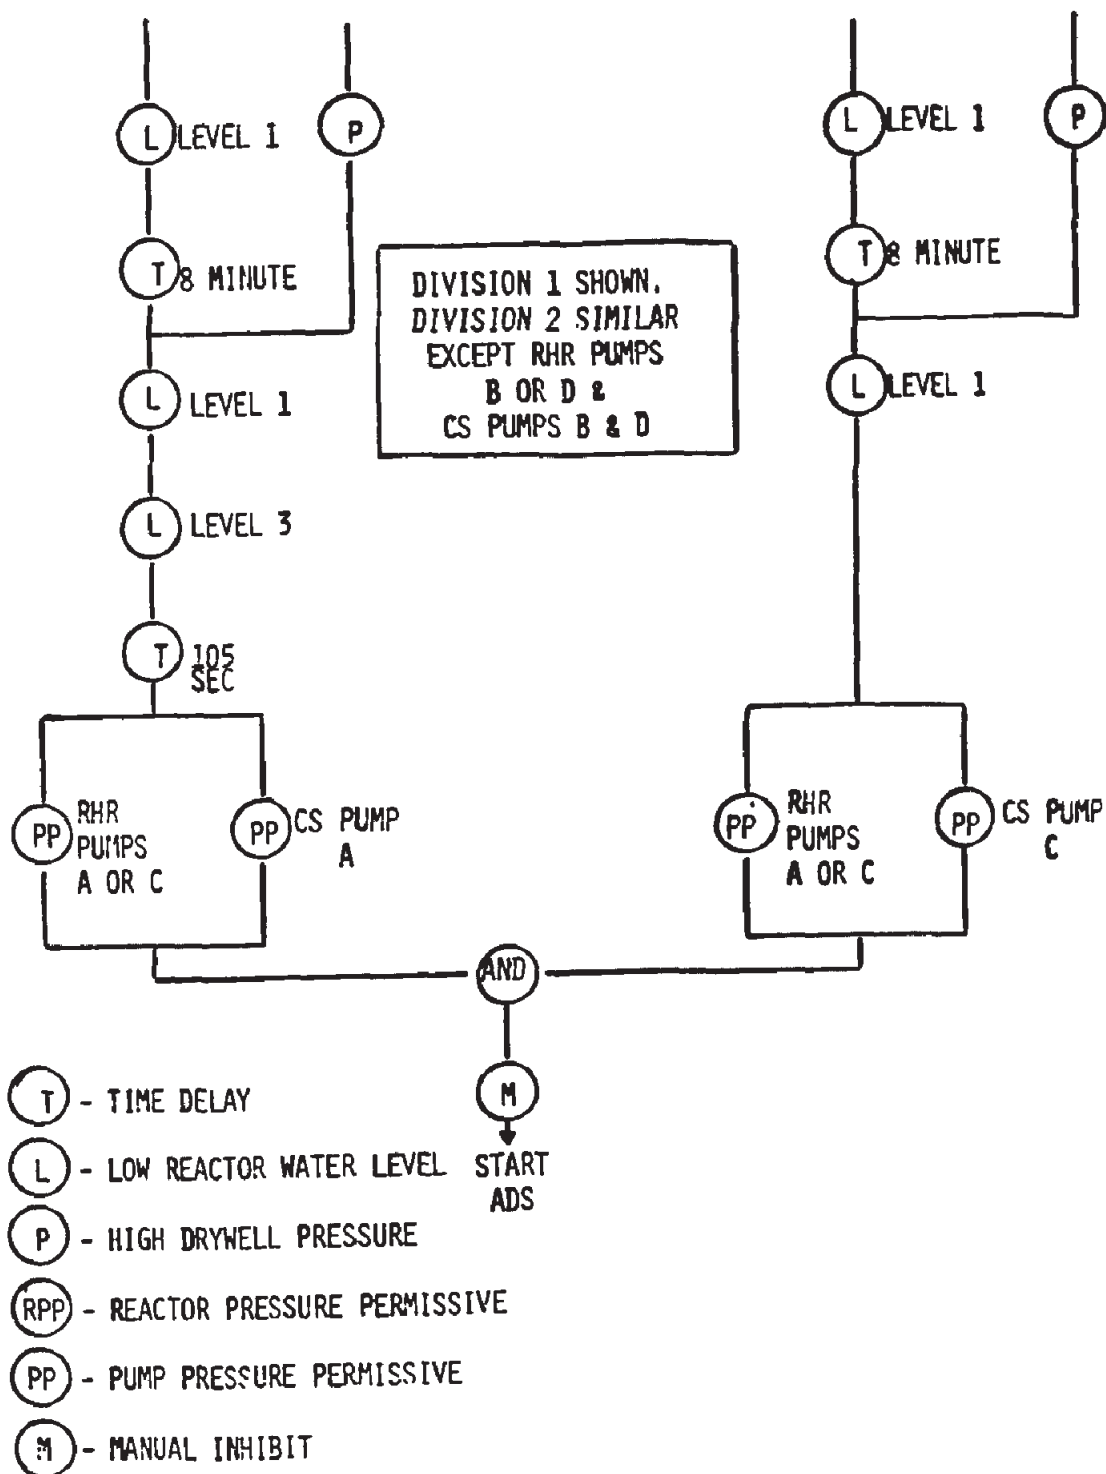 L LEVEL 1
P
L LEVEL 1
P
T 8 MINUTE
T 8 MINUTE
DIVISION 1 SHOWN.
DIVISION 2 SIMILAR
EXCEPT RHR PUMPS
B OR D &
CS PUMPS B & D
L LEVEL 1
L LEVEL 1
L LEVEL 3
T 105
SEC
PP RHR
PUMPS
A OR C
PP CS PUMP
A
PP RHR
PUMPS
A OR C
PP CS PUMP
C
AND
M
START
ADS
T - TIME DELAY
L - LOW REACTOR WATER LEVEL
P - HIGH DRYWELL PRESSURE
RPP - REACTOR PRESSURE PERMISSIVE
PP - PUMP PRESSURE PERMISSIVE
M - MANUAL INHIBIT